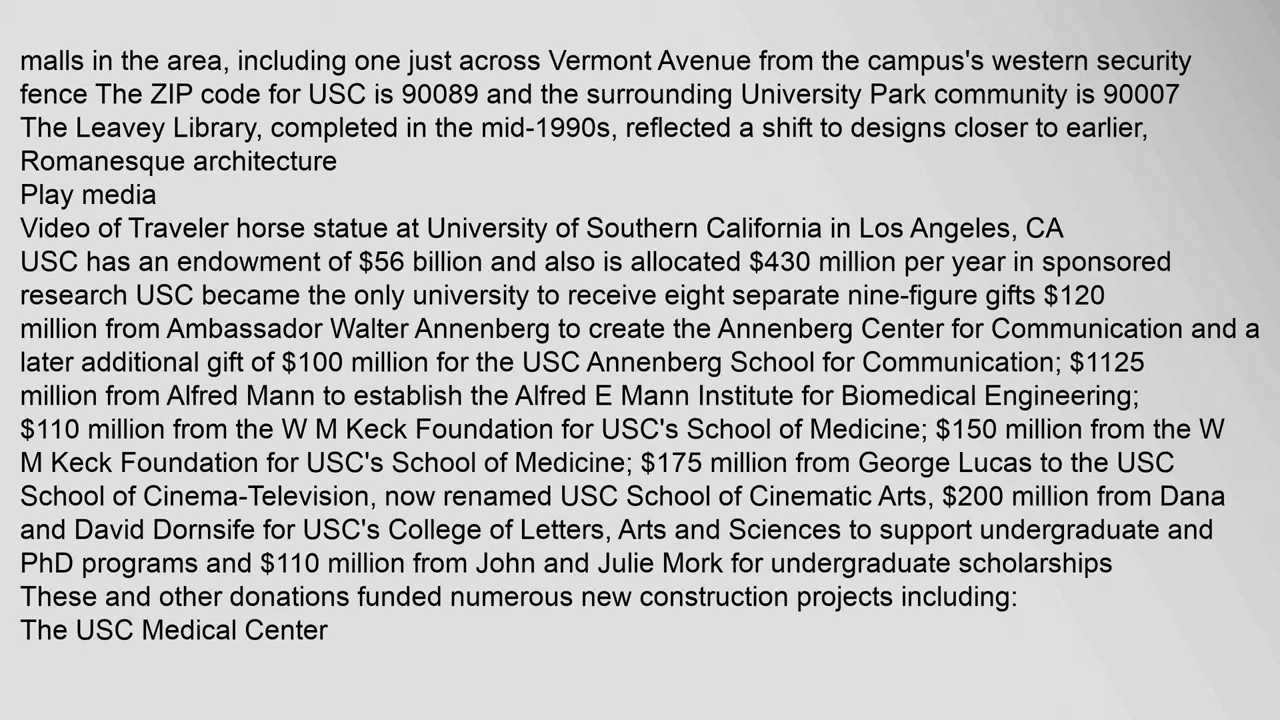 malls in the area, including one just across Vermont Avenue from the campus's western security
fence The ZIP code for USC is 90089 and the surrounding University Park community is 90007
The Leavey Library, completed in the mid-1990s, reflected a shift to designs closer to earlier,
Romanesque architecture
Play media
Video of Traveler horse statue at University of Southern California in Los Angeles, CA
USC has an endowment of $56 billion and also is allocated $430 million per year in sponsored
research USC became the only university to receive eight separate nine-figure gifts $120
million from Ambassador Walter Annenberg to create the Annenberg Center for Communication and a
later additional gift of $100 million for the USC Annenberg School for Communication; $1125
million from Alfred Mann to establish the Alfred E Mann Institute for Biomedical Engineering;
$110 million from the W M Keck Foundation for USC's School of Medicine; $150 million from the W
M Keck Foundation for USC's School of Medicine; $175 million from George Lucas to the USC
School of Cinema-Television, now renamed USC School of Cinematic Arts, $200 million from Dana
and David Dornsife for USC's College of Letters, Arts and Sciences to support undergraduate and
PhD programs and $110 million from John and Julie Mork for undergraduate scholarships
These and other donations funded numerous new construction projects including:
The USC Medical Center